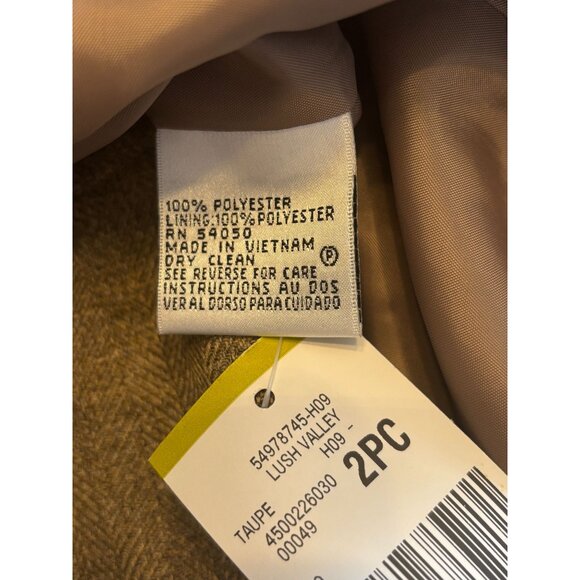 100% POLYESTER
LINING:100% POLYESTER
RN 54050
MADE IN VIETNAM
DRY CLEAN P
SEE REVERSE FOR CARE
INSTRUCTIONS AU DOS
VER AL DORSO PARA CUIDADO
54978745-H09
LUSH VALLEY
H09 -
2PC
TAUPE
4500226030
00049